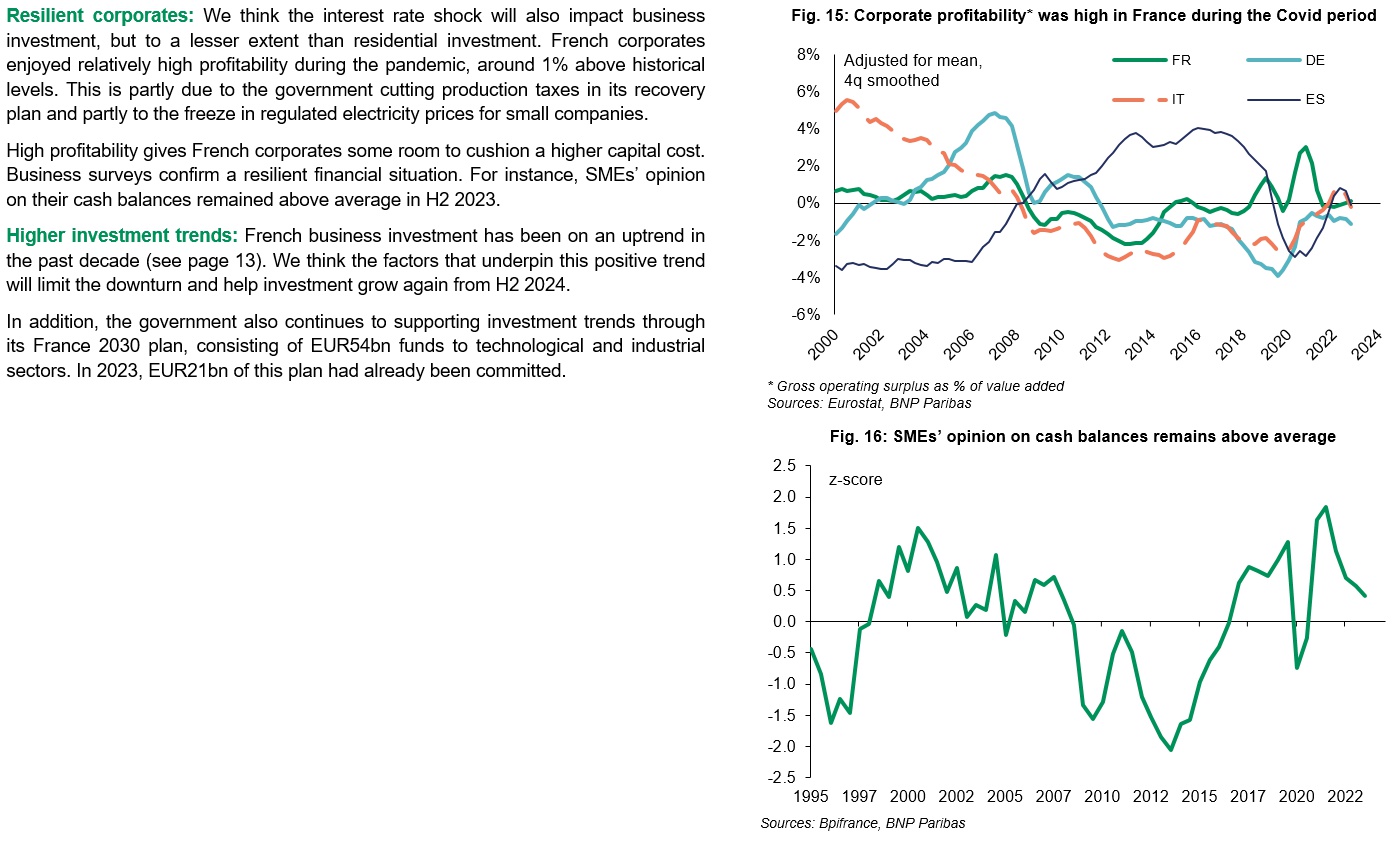 Resilient corporates: We think the interest rate shock will also impact business
investment, but to a lesser extent than residential investment. French corporates
enjoyed relatively high profitability during the pandemic, around 1% above historical
levels. This is partly due to the government cutting production taxes in its recovery
plan and partly to the freeze in regulated electricity prices for small companies.
High profitability gives French corporates some room to cushion a higher capital cost.
Business surveys confirm a resilient financial situation. For instance, SMEs' opinion
on their cash balances remained above average in H2 2023.
Higher investment trends: French business investment has been on an uptrend in
the past decade (see page 13). We think the factors that underpin this positive trend
will limit the downturn and help investment grow again from H2 2024.
In addition, the government also continues to supporting investment trends through
its France 2030 plan, consisting of EUR54bn funds to technological and industrial
sectors. In 2023, EUR21bn of this plan had already been committed.
Fig. 15: Corporate profitability* was high in France during the Covid period
Adjusted for mean,
4q smoothed
FR
DE
IT
ES
8%
6%
4%
2%
0%
-2%
-4%
-6%
2000 2002 2004 2006 2008 2010 2012 2014 2016 2018 2020 2022 2024
* Gross operating surplus as % of value added
Sources: Eurostat, BNP Paribas
Fig. 16: SMEs' opinion on cash balances remains above average
z-score
2.5
2.0
1.5
1.0
0.5
0.0
-0.5
-1.0
-1.5
-2.0
-2.5
1995 1997 2000 2002 2005 2007 2010 2012 2015 2017 2020 2022
Sources: Bpifrance, BNP Paribas